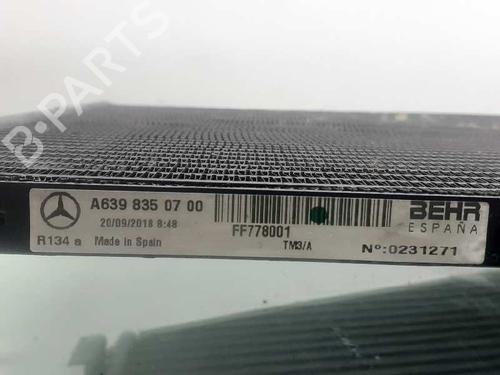 B-PARTS
A639 835 07 00
20/09/2018 8:48
R134 a Made in Spain
FF778001
TM3/A
BEHR
ESPAÑA
Nº:0231271